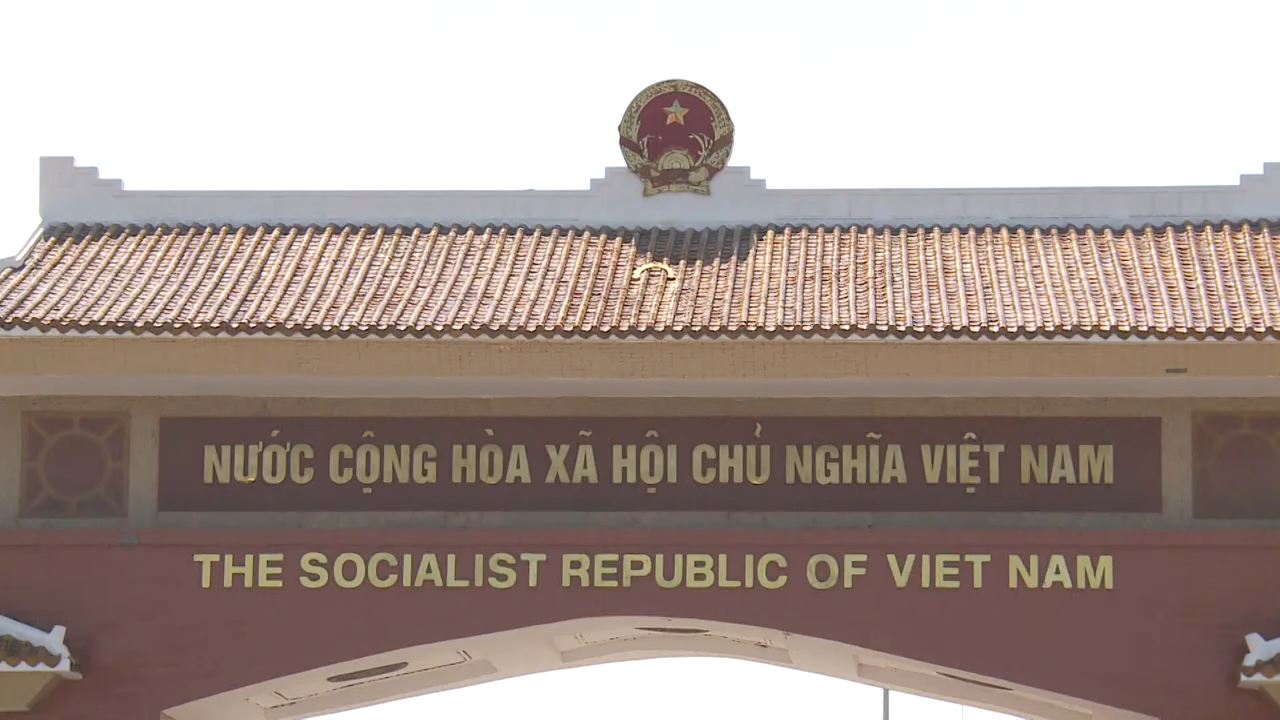 NƯỚC CỘNG HÒA XÃ HỘI CHỦ NGHĨA VIỆT NAM
THE SOCIALIST REPUBLIC OF VIET NAM